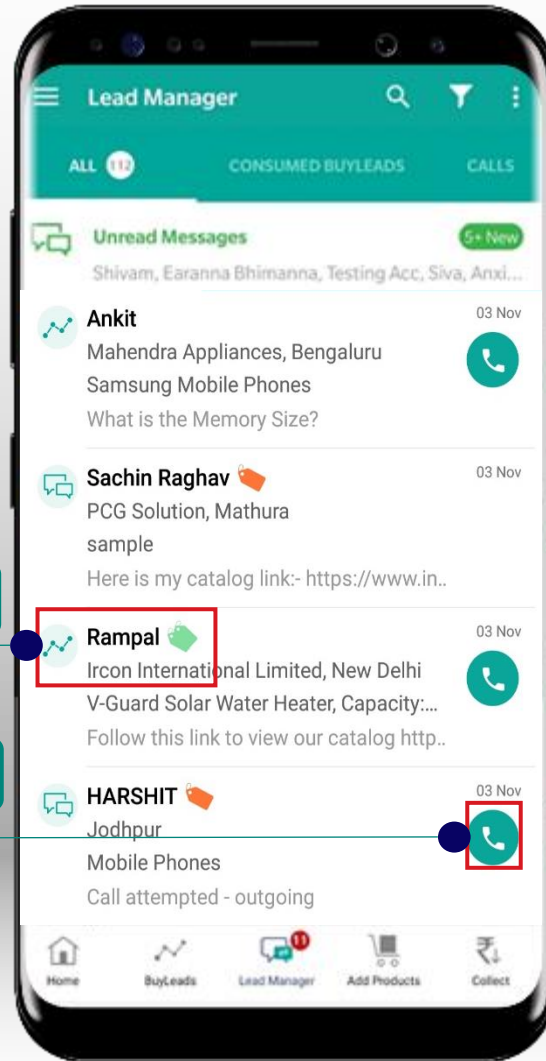 Lead Manager
ALL 112 CONSUMED BUYLEADS CALLS
Unread Messages 5+ New
Shivam, Earanna Bhimanna, Testing Acc, Siva, Anxi...
Ankit 03 Nov
Mahendra Appliances, Bengaluru
Samsung Mobile Phones
What is the Memory Size?
Sachin Raghav 03 Nov
PCG Solution, Mathura
sample
Here is my catalog link:- https://www.in..
Rampal 03 Nov
Ircon International Limited, New Delhi
V-Guard Solar Water Heater, Capacity:...
Follow this link to view our catalog http..
HARSHIT 03 Nov
Jodhpur
Mobile Phones
Call attempted - outgoing
11
Home BuyLeads Lead Manager Add Products Collect